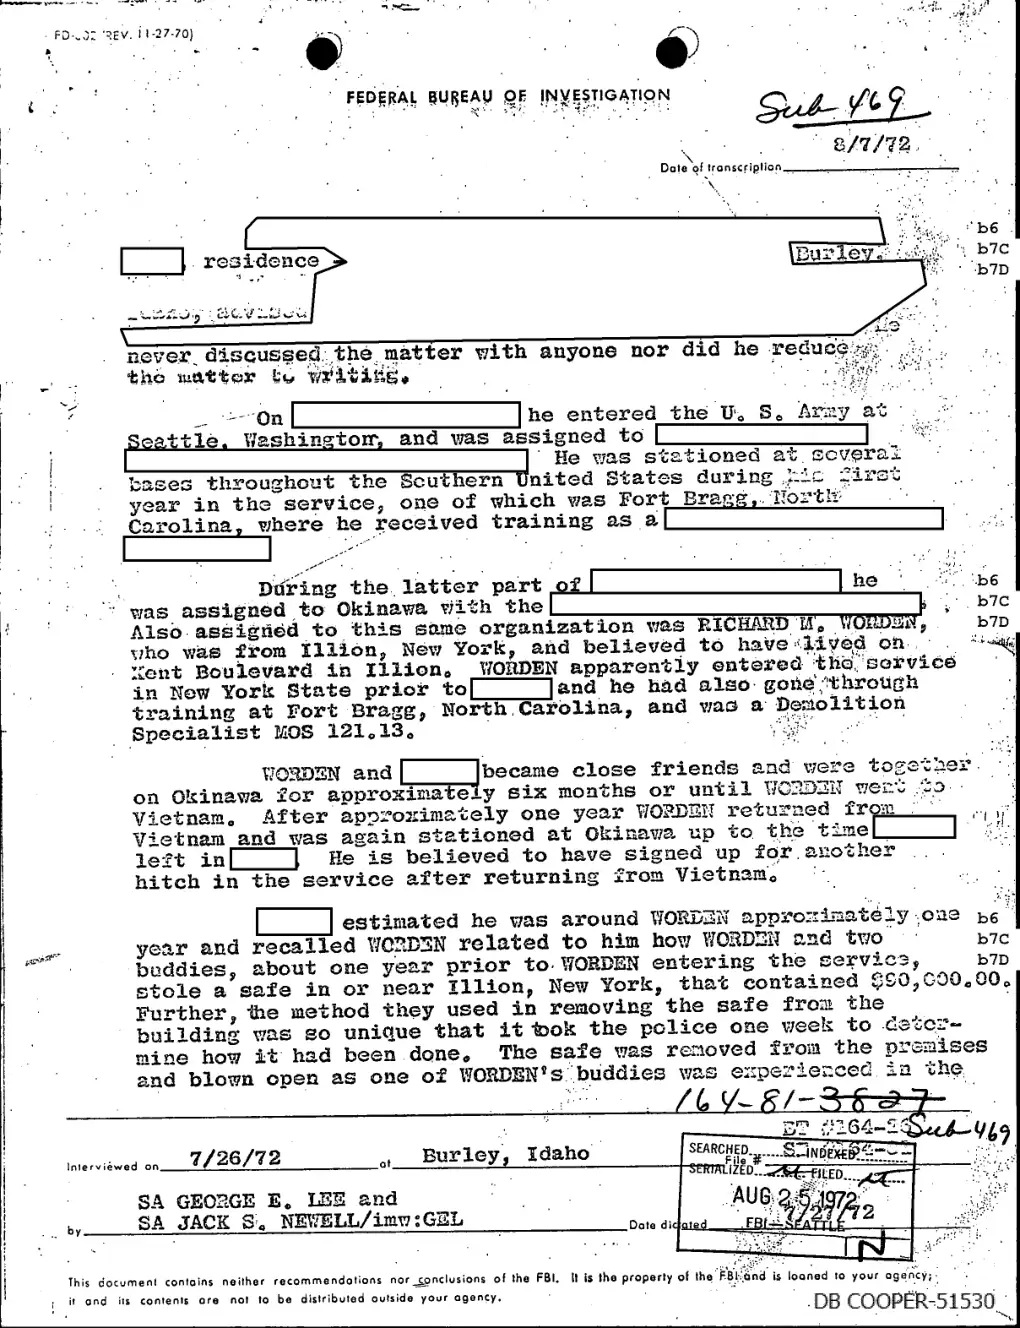 FD-302 (REV. 11-27-70)
FEDERAL BUREAU OF INVESTIGATION
Sub 469
8/7/72
Date of transcription
b6
b7C
b7D
residence
Burley,
Idaho, advised
He
never discussed the matter with anyone nor did he reduce
the matter to writing.
On he entered the U. S. Army at
Seattle, Washington, and was assigned to
He was stationed at several
bases throughout the Southern United States during his first
year in the service, one of which was Fort Bragg, North
Carolina, where he received training as a
During the latter part of he
b6
was assigned to Okinawa with the
b7C
Also assigned to this same organization was RICHARD M. WORDEN,
b7D
who was from Illion, New York, and believed to have lived on
Kent Boulevard in Illion. WORDEN apparently entered the service
in New York State prior to and he had also gone through
training at Fort Bragg, North Carolina, and was a Demolition
Specialist MOS 121.13.
WORDEN and became close friends and were together
on Okinawa for approximately six months or until WORDEN went to
Vietnam. After approximately one year WORDEN returned from
Vietnam and was again stationed at Okinawa up to the time
left in He is believed to have signed up for another
hitch in the service after returning from Vietnam.
estimated he was around WORDEN approximately one
b6
year and recalled WORDEN related to him how WORDEN and two
b7C
buddies, about one year prior to WORDEN entering the service,
b7D
stole a safe in or near Illion, New York, that contained $90,000.00.
Further, the method they used in removing the safe from the
building was so unique that it took the police one week to deter-
mine how it had been done. The safe was removed from the premises
and blown open as one of WORDEN's buddies was experienced in the
164-81-3827
Sub 469
Interviewed on 7/26/72 at Burley, Idaho
File #
SEARCHED INDEXED
SERIALIZED FILED
AUG 25 1972
FBI—SEATTLE
SA GEORGE E. LEE and
by SA JACK S. NEWELL/imw:GEL
Date dictated 7/27/72
N
This document contains neither recommendations nor conclusions of the FBI. It is the property of the FBI and is loaned to your agency;
it and its contents are not to be distributed outside your agency.
DB COOPER-51530